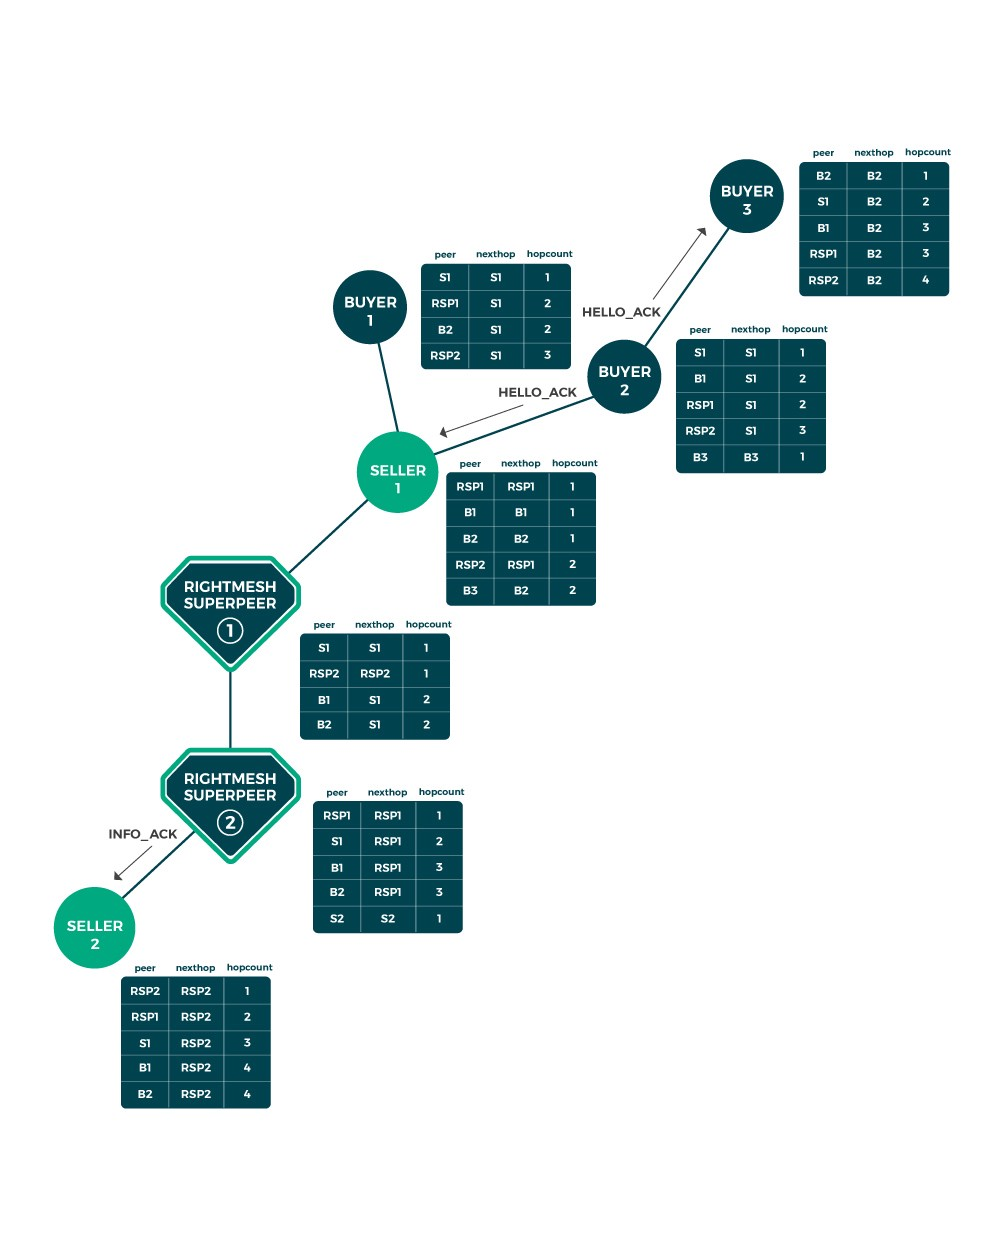 peer nexthop hopcount
B2 B2 1
S1 B2 2
B1 B2 3
RSP1 B2 3
RSP2 B2 4
BUYER
3
peer nexthop hopcount
S1 S1 1
RSP1 S1 2
B2 S1 2
RSP2 S1 3
BUYER
1
HELLO_ACK
peer nexthop hopcount
S1 S1 1
B1 S1 2
RSP1 S1 2
RSP2 S1 3
B3 B3 1
BUYER
2
HELLO_ACK
SELLER
1
peer nexthop hopcount
RSP1 RSP1 1
B1 B1 1
B2 B2 1
RSP2 RSP1 2
B3 B2 2
RIGHTMESH
SUPERPEER
1
peer nexthop hopcount
S1 S1 1
RSP2 RSP2 1
B1 S1 2
B2 S1 2
RIGHTMESH
SUPERPEER
2
peer nexthop hopcount
RSP1 RSP1 1
S1 RSP1 2
B1 RSP1 3
B2 RSP1 3
S2 S2 1
INFO_ACK
SELLER
2
peer nexthop hopcount
RSP2 RSP2 1
RSP1 RSP2 2
S1 RSP2 3
B1 RSP2 4
B2 RSP2 4